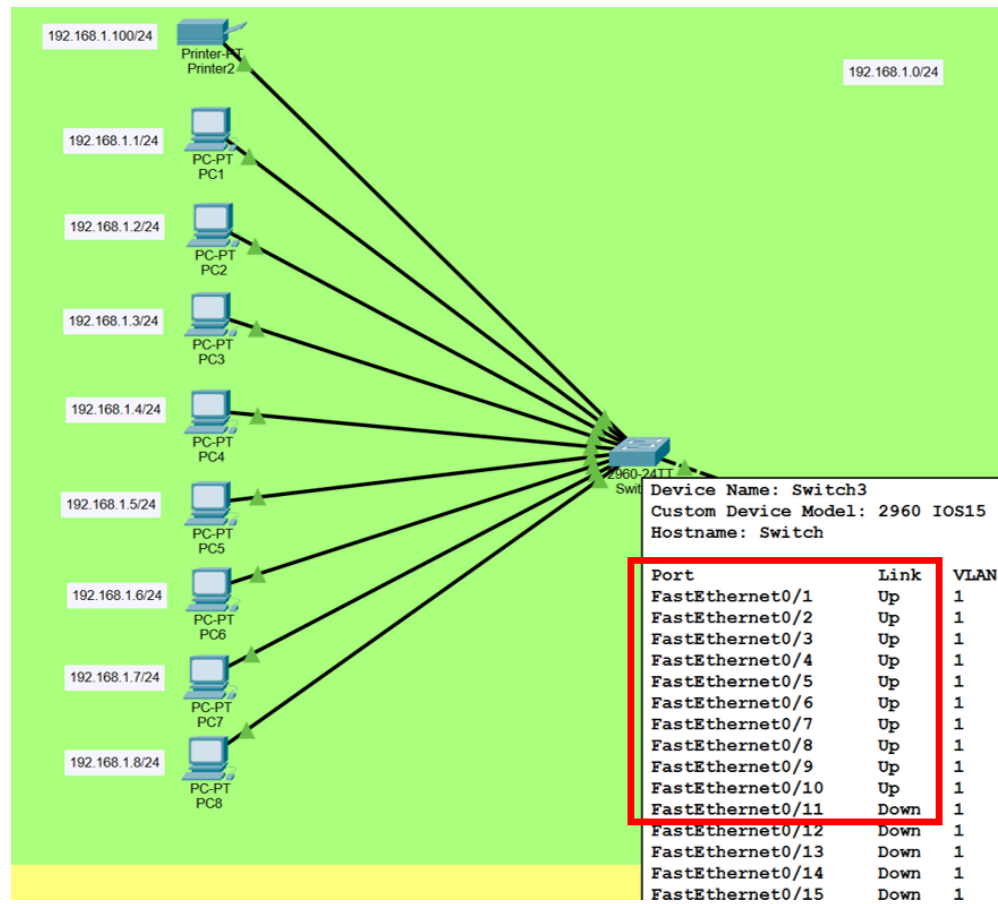 192.168.1.100/24
Printer-PT
Printer2
192.168.1.0/24
192.168.1.1/24
PC-PT
PC1
192.168.1.2/24
PC-PT
PC2
192.168.1.3/24
PC-PT
PC3
192.168.1.4/24
PC-PT
PC4
192.168.1.5/24
PC-PT
PC5
192.168.1.6/24
PC-PT
PC6
192.168.1.7/24
PC-PT
PC7
192.168.1.8/24
PC-PT
PC8
2960-24TT
Swit
Device Name: Switch3
Custom Device Model: 2960 IOS15
Hostname: Switch
Port Link VLAN
FastEthernet0/1 Up 1
FastEthernet0/2 Up 1
FastEthernet0/3 Up 1
FastEthernet0/4 Up 1
FastEthernet0/5 Up 1
FastEthernet0/6 Up 1
FastEthernet0/7 Up 1
FastEthernet0/8 Up 1
FastEthernet0/9 Up 1
FastEthernet0/10 Up 1
FastEthernet0/11 Down 1
FastEthernet0/12 Down 1
FastEthernet0/13 Down 1
FastEthernet0/14 Down 1
FastEthernet0/15 Down 1